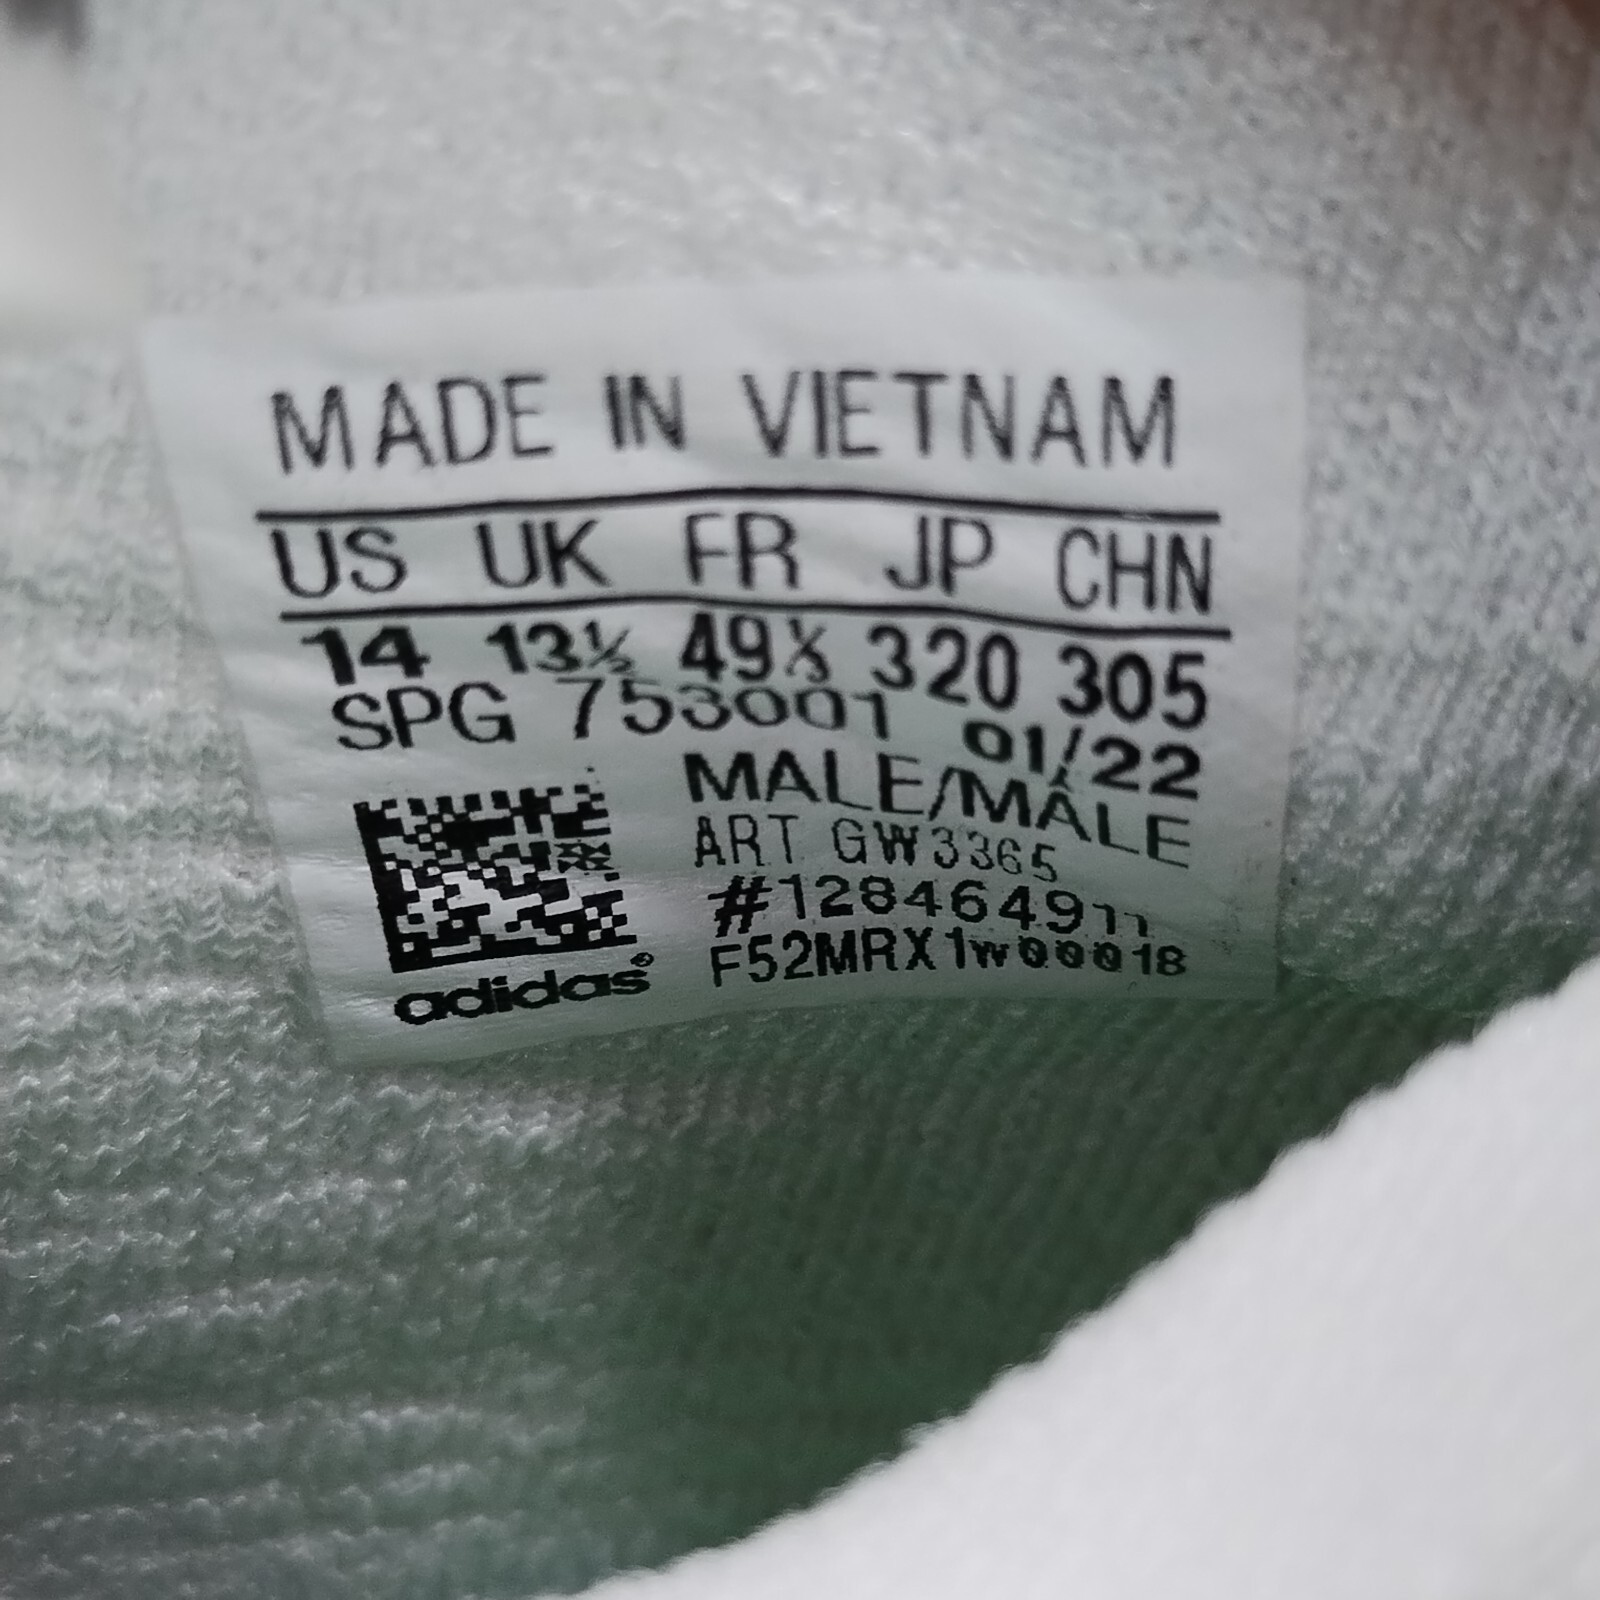 MADE IN VIETNAM
US UK FR JP CHN
14 13½ 49⅓ 320 305
SPG 753001 01/22
MALE/MÂLE
ART GW3365
#128464911
F52MRX1W00018
adidas®